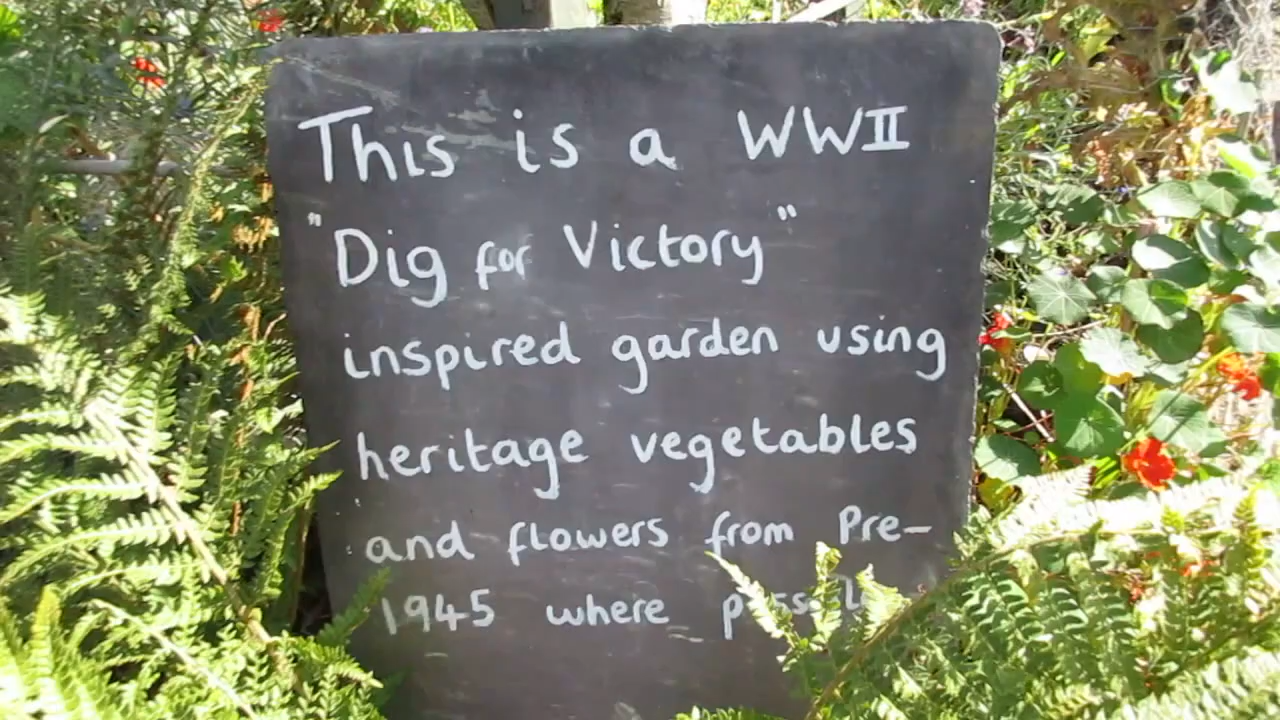 This is a WWII
"Dig for Victory"
inspired garden using
heritage vegetables
and flowers from Pre-
1945 where